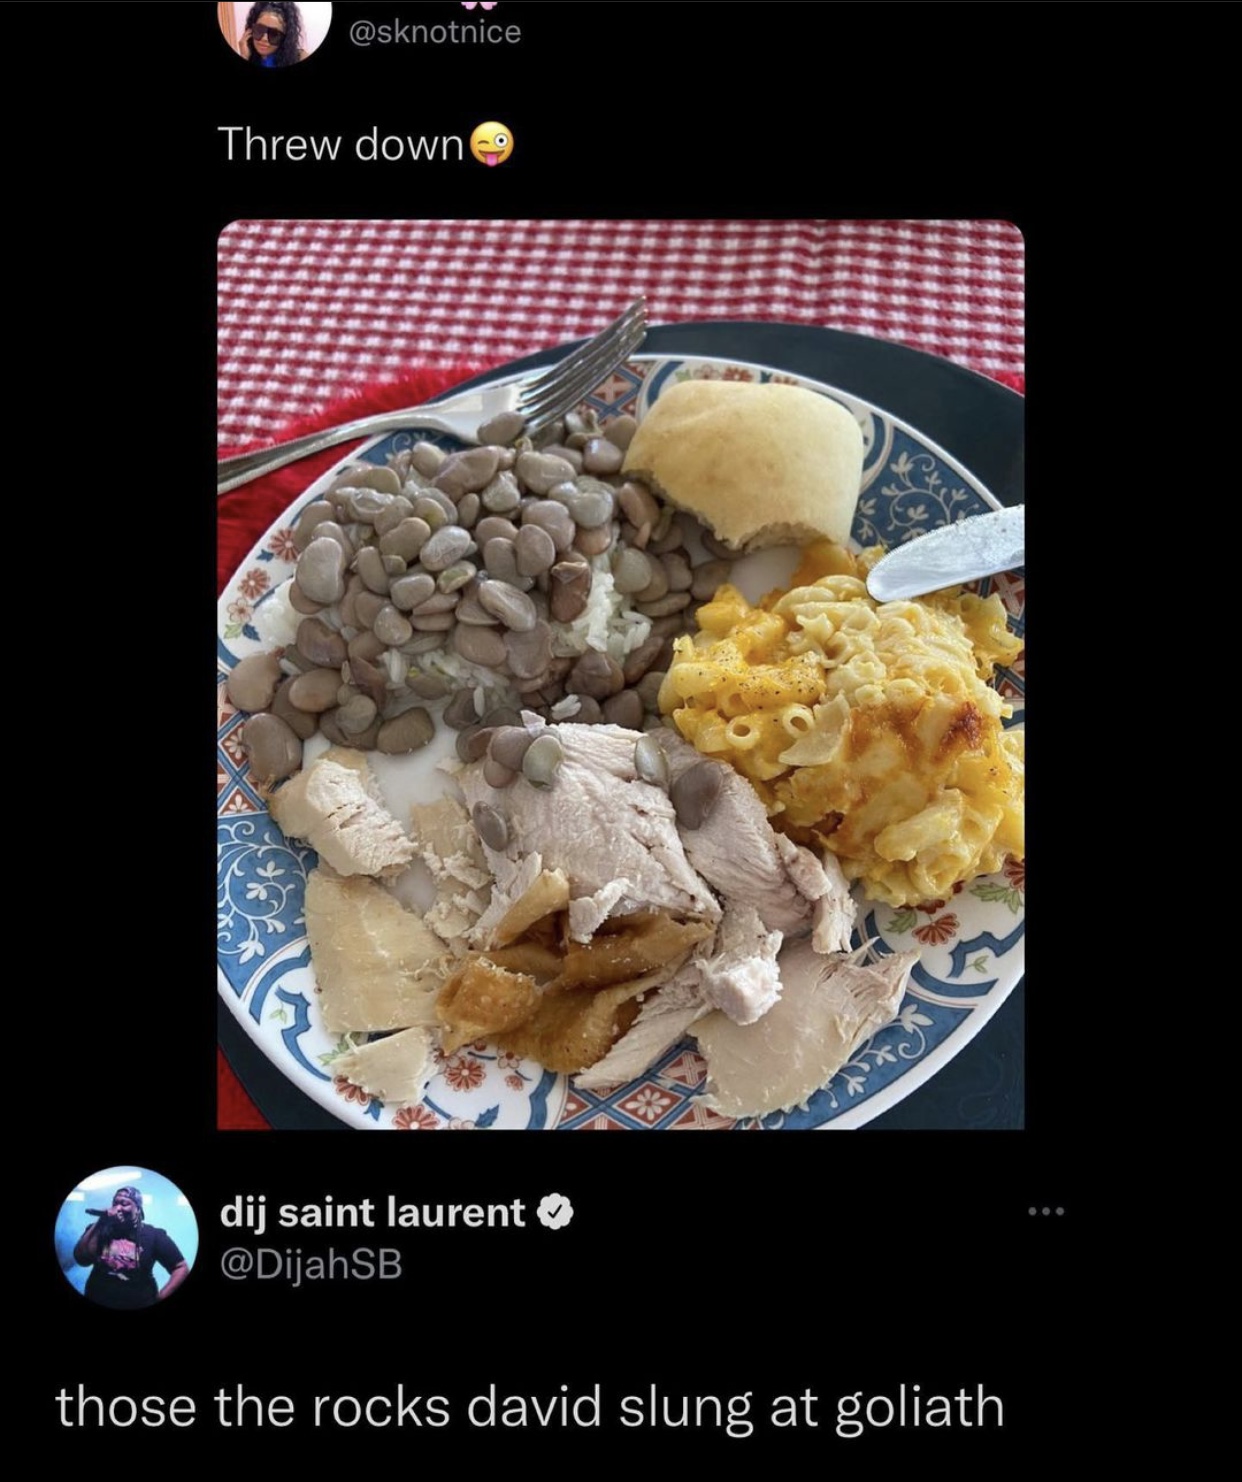 @sknotnice
Threw down😜
dij saint laurent
@DijahSB
those the rocks david slung at goliath